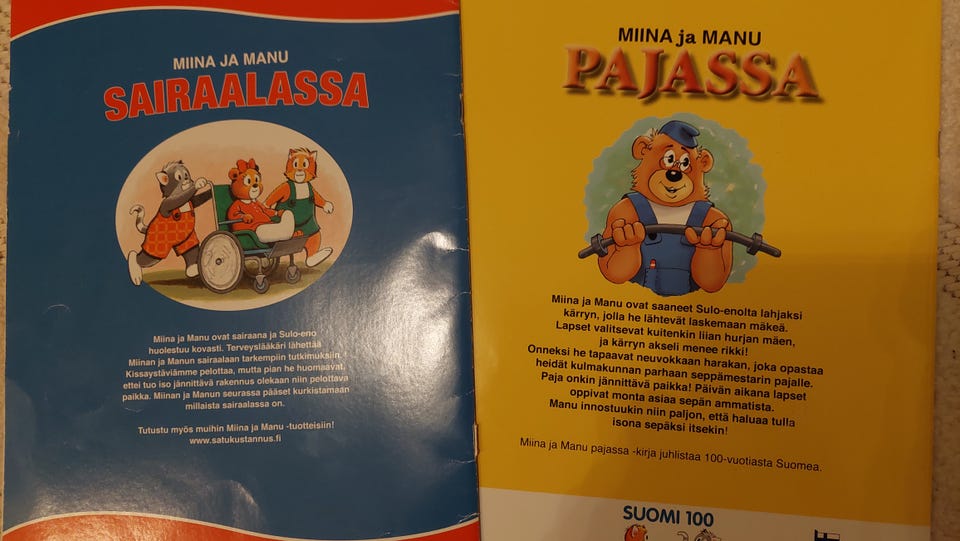 MIINA JA MANU
SAIRAALASSA
Miina ja Manu ovat sairaana ja Sulo-eno
huolestuu kovasti. Terveyslääkäri lähettää
Miinan ja Manun sairaalaan tarkempiin tutkimuksiin.
Kissaystäviämme pelottaa, mutta pian he huomaavat,
ettei tuo iso jännittävä rakennus olekaan niin pelottava
paikka. Miinan ja Manun seurassa pääset kurkistamaan
millaista sairaalassa on.
Tutustu myös muihin Miina ja Manu -tuotteisiin!
www.satukustannus.fi
MIINA ja MANU
PAJASSA
Miina ja Manu ovat saaneet Sulo-enolta lahjaksi
kärryn, jolla he lähtevät laskemaan mäkeä.
Lapset valitsevat kuitenkin liian hurjan mäen,
ja kärryn akseli menee rikki!
Onneksi he tapaavat neuvokkaan harakan, joka opastaa
heidät kulmakunnan parhaan seppämestarin pajalle.
Paja onkin jännittävä paikka! Päivän aikana lapset
oppivat monta asiaa sepän ammatista.
Manu innostuukin niin paljon, että haluaa tulla
isona sepäksi itsekin!
Miina ja Manu pajassa -kirja juhlistaa 100-vuotiasta Suomea.
SUOMI 100